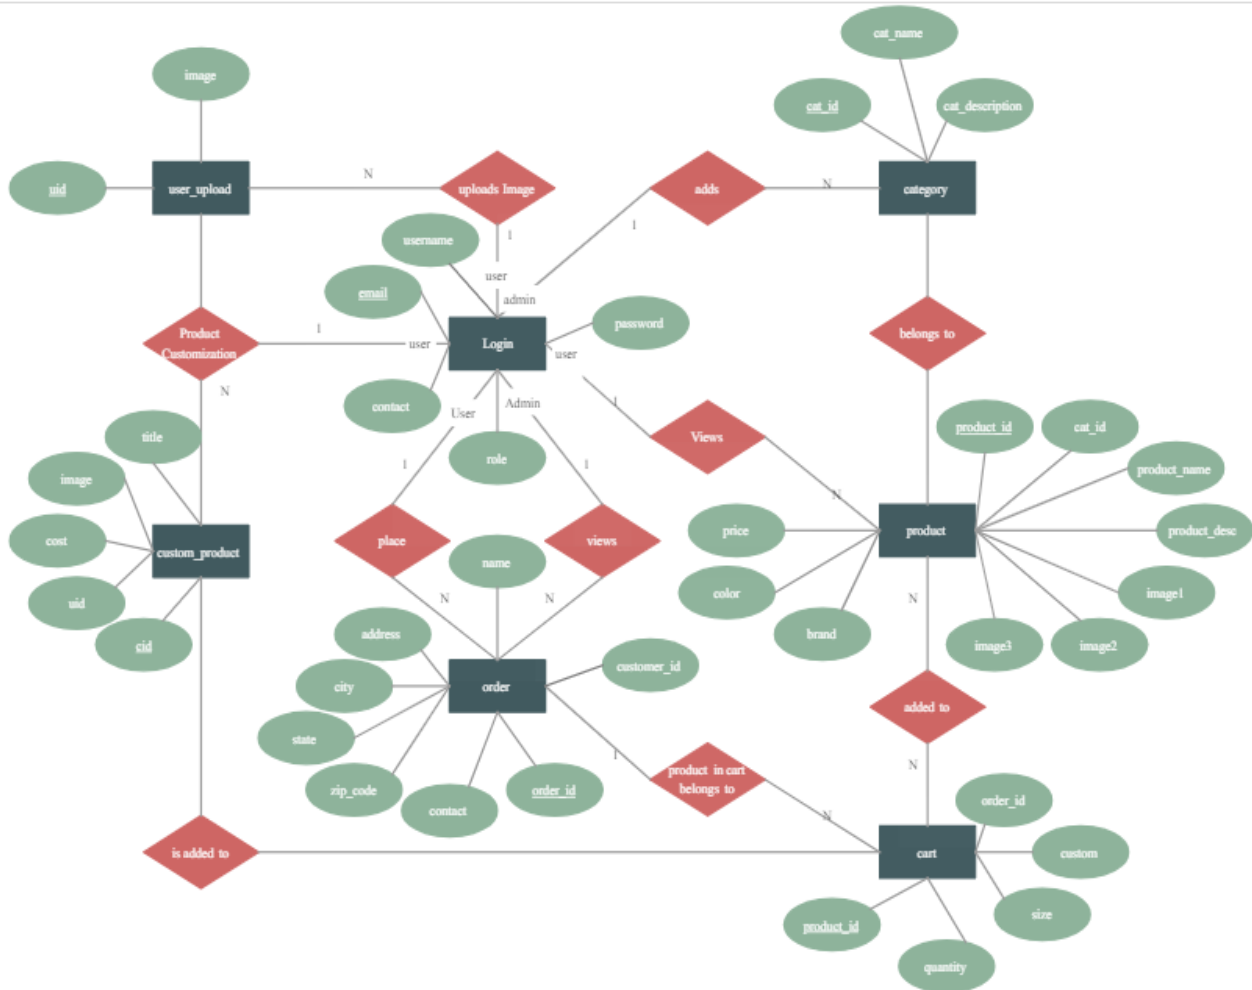 cat_name
image
cat_id
cat_description
uid
user_upload
N
uploads Image
adds
N
category
1
1
username
user
email
admin
password
Product
Customization
1
user
Login
user
belongs to
N
contact
User
Admin
1
title
role
Views
product_id
cat_id
image
1
1
product_name
N
cost
custom_product
place
name
views
price
product
product_desc
uid
N
N
color
N
image1
cid
address
brand
image3
image2
customer_id
city
order
added to
state
1
product in cart
belongs to
N
zip_code
contact
order_id
order_id
N
is added to
cart
custom
size
product_id
quantity